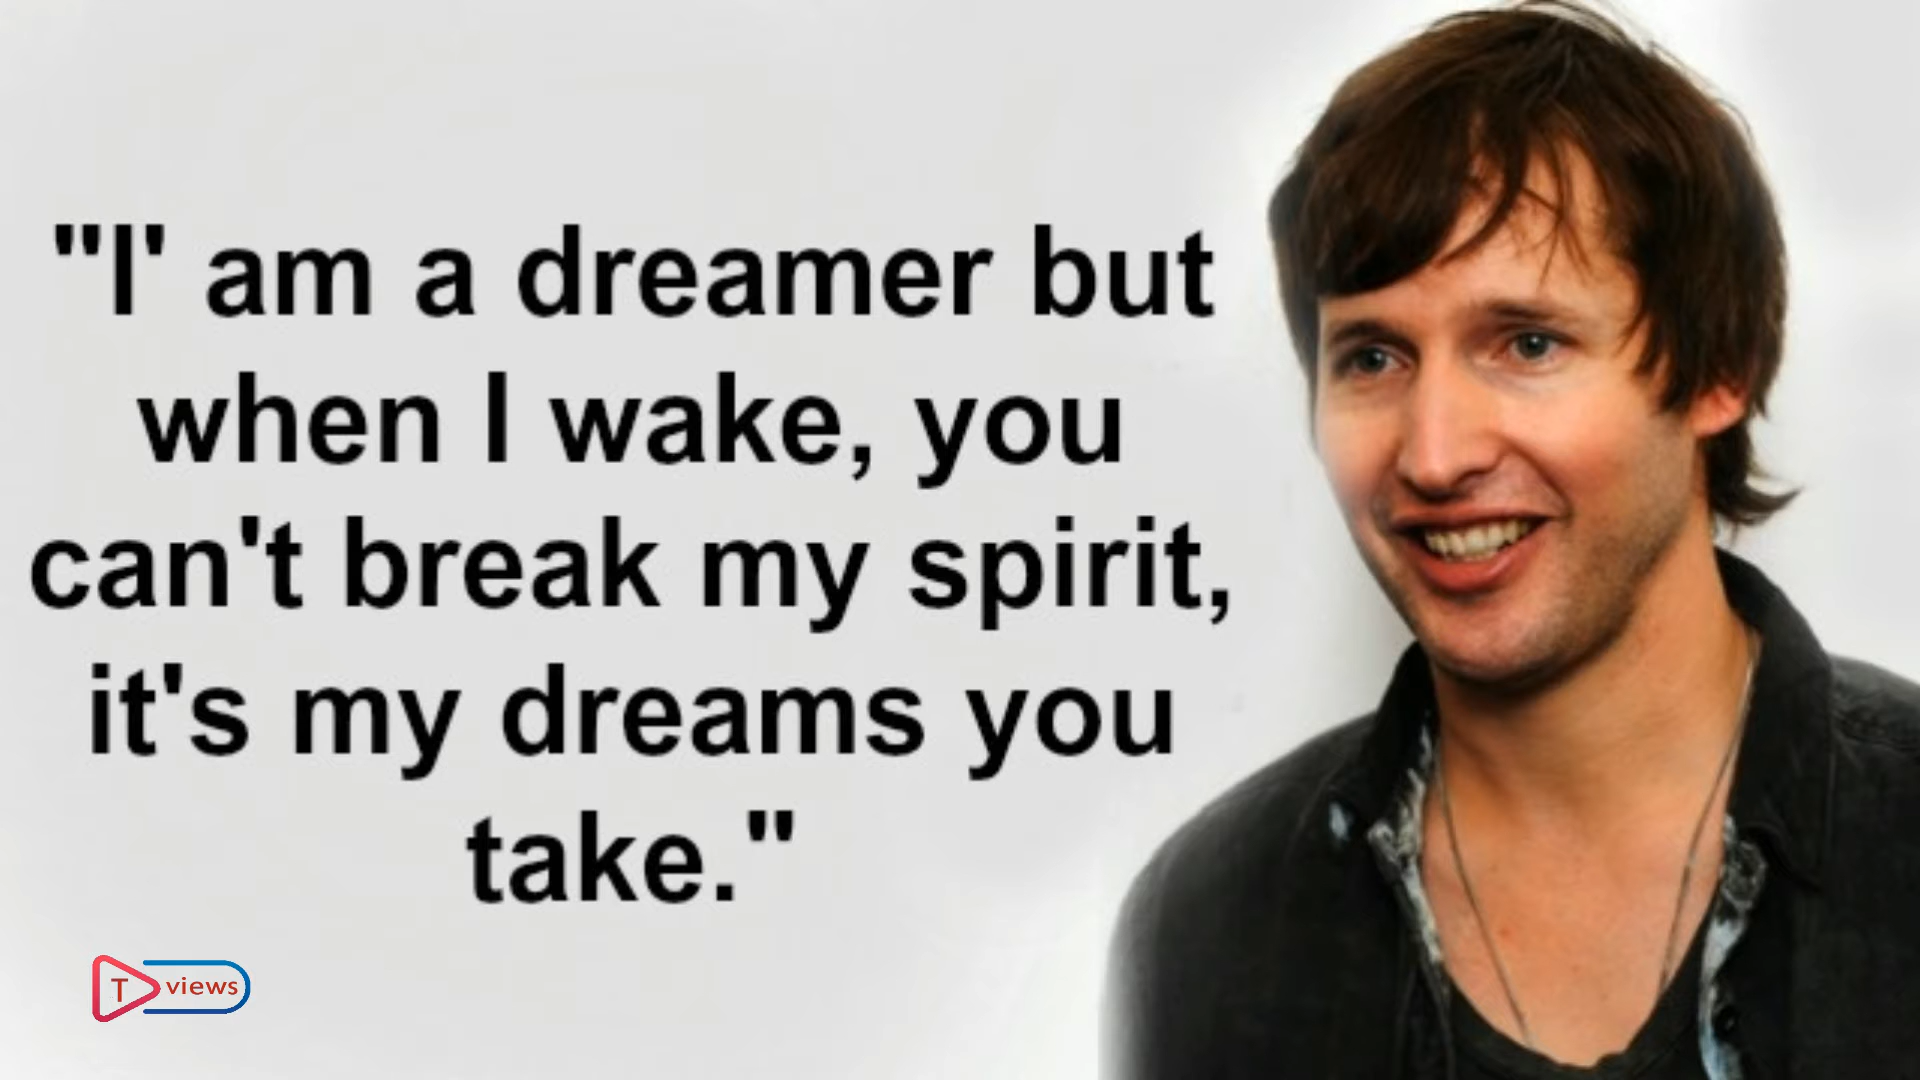 "I' am a dreamer but
when I wake, you
can't break my spirit,
it's my dreams you
take."
T views